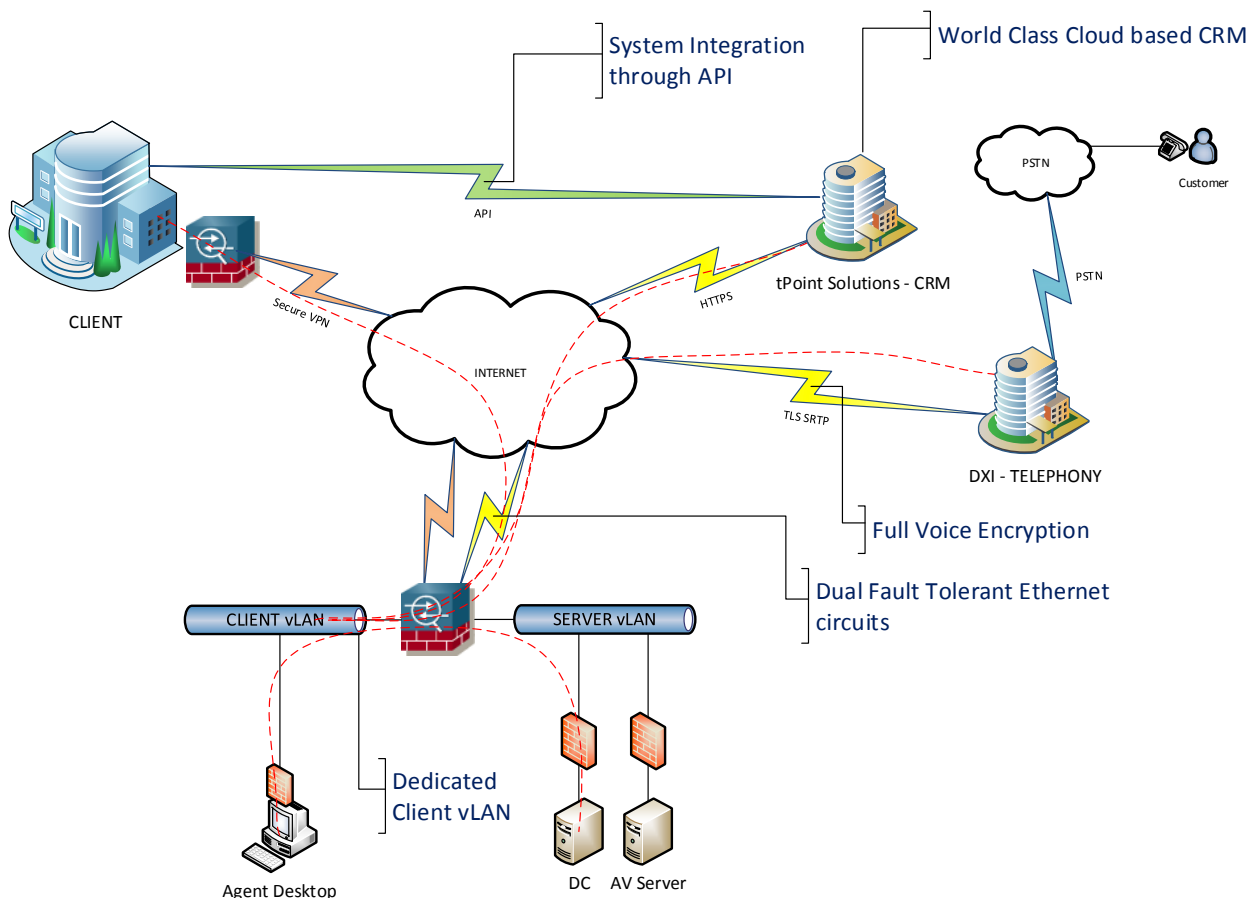 System Integration
through API
World Class Cloud based CRM
PSTN
Customer
API
tPoint Solutions - CRM
HTTPS
PSTN
CLIENT
Secure VPN
INTERNET
TLS SRTP
DXI - TELEPHONY
Full Voice Encryption
Dual Fault Tolerant Ethernet
circuits
CLIENT vLAN
SERVER vLAN
Dedicated
Client vLAN
Agent Desktop
DC
AV Server